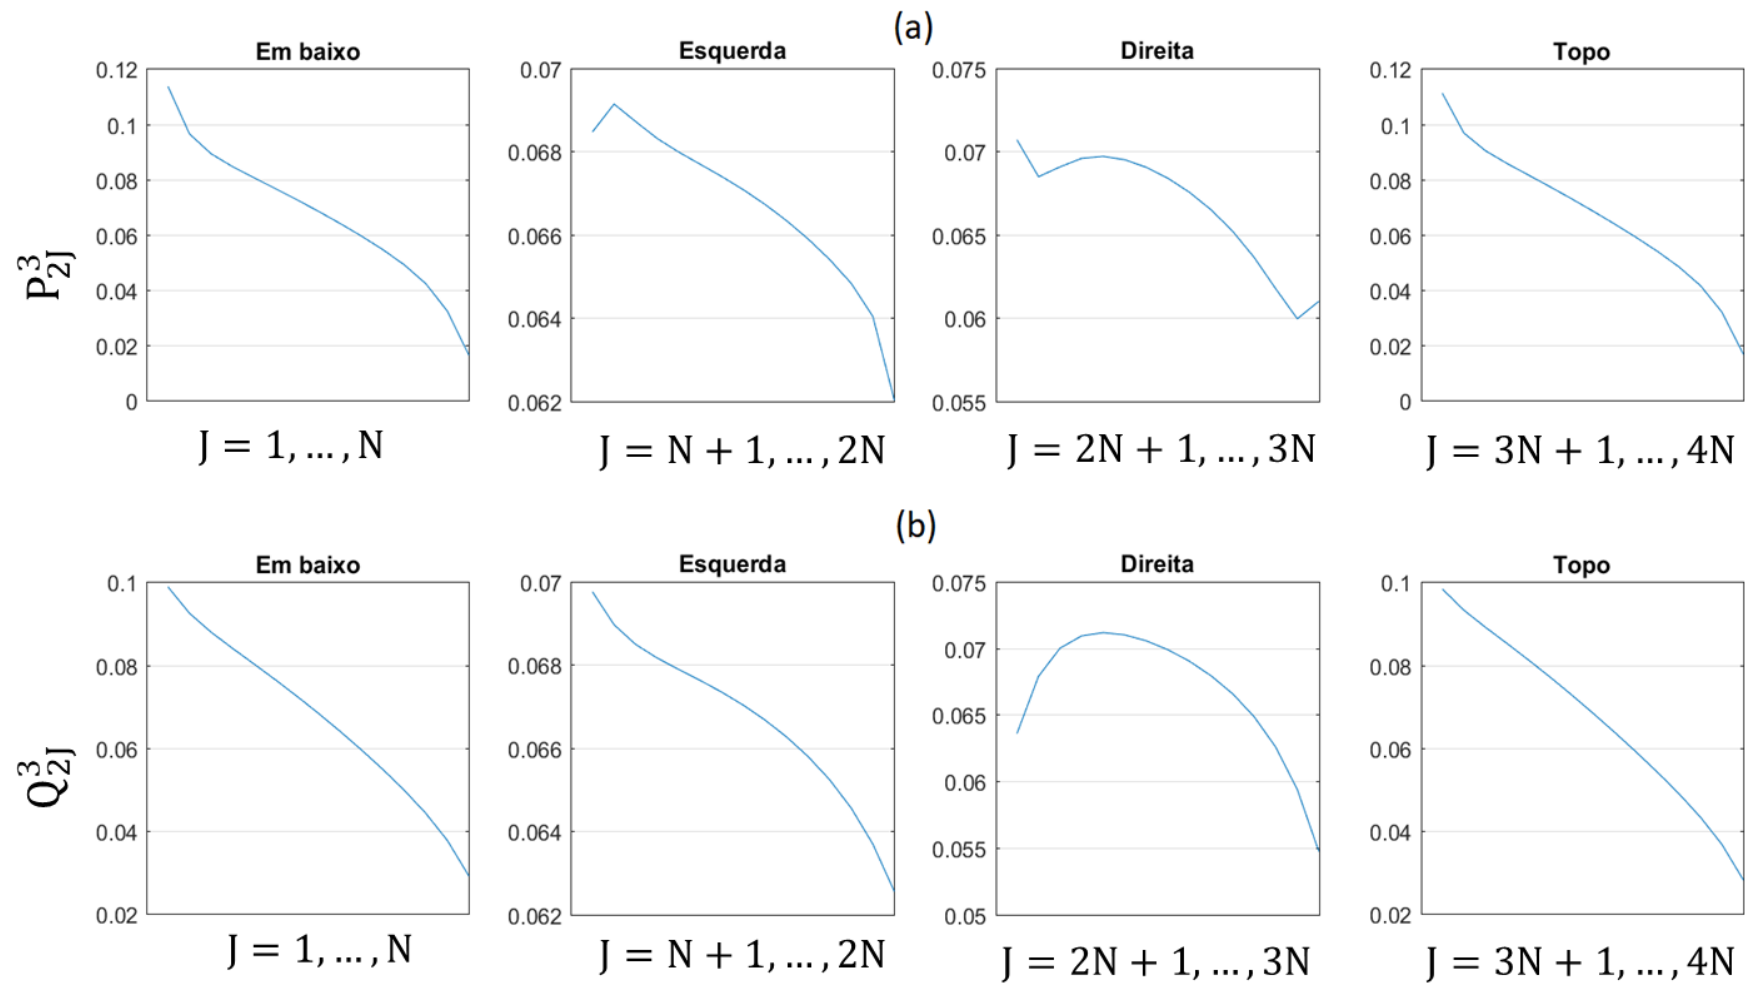 (a)
Em baixo Esquerda Direita Topo
0.12 0.07 0.075 0.12
0.1 0.068 0.07 0.1
0.08 0.066 0.065 0.08
0.06 0.064 0.06 0.06
0.04 0.062 0.055 0.04
0.02 0.02
0 0
P³₂J
J = 1, ... , N J = N + 1, ... , 2N J = 2N + 1, ... , 3N J = 3N + 1, ... , 4N
(b)
Em baixo Esquerda Direita Topo
0.1 0.07 0.075 0.1
0.08 0.068 0.07 0.08
0.06 0.066 0.065 0.06
0.04 0.064 0.06 0.04
0.02 0.062 0.055 0.02
0.05
Q³₂J
J = 1, ... , N J = N + 1, ... , 2N J = 2N + 1, ... , 3N J = 3N + 1, ... , 4N